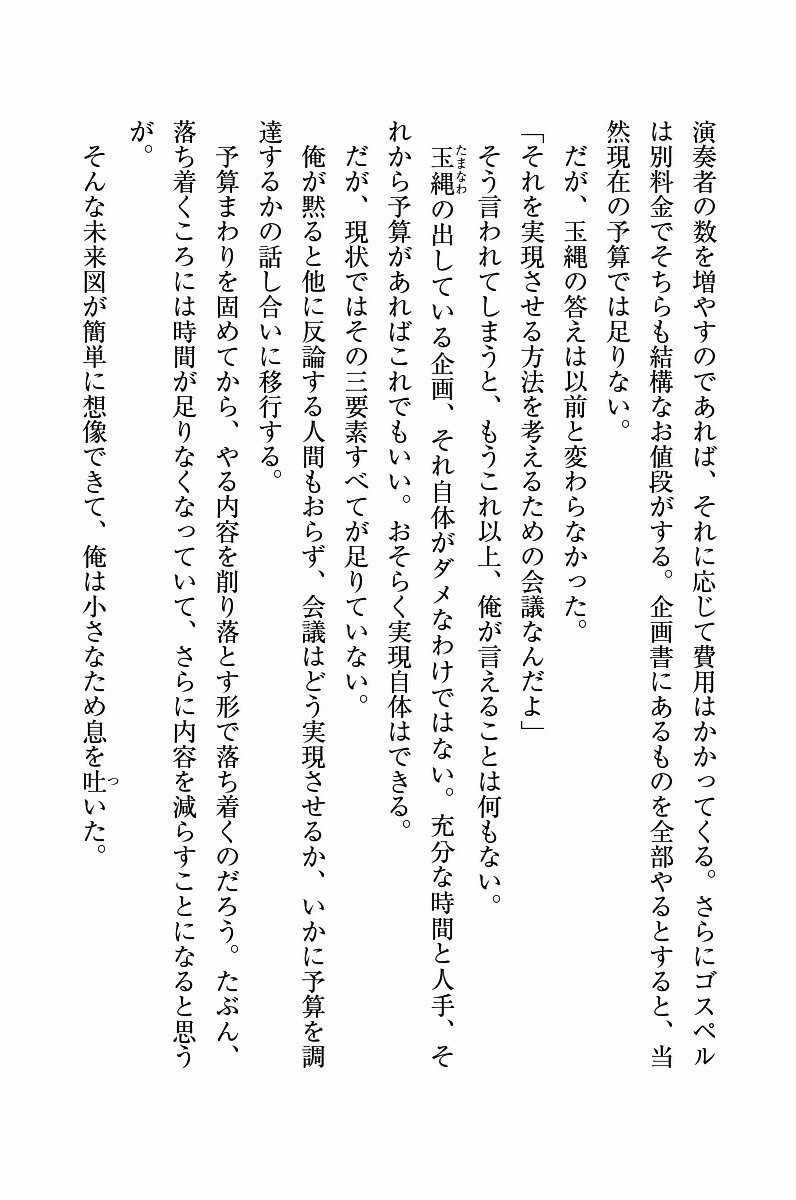 演奏者の数を増やすのであれば、それに応じて費用はかかってくる。さらにゴスペル
は別料金でそちらも結構なお値段がする。企画書にあるものを全部やるとすると、当
然現在の予算では足りない。
　だが、玉縄の答えは以前と変わらなかった。
「それを実現させる方法を考えるための会議なんだよ」
　そう言われてしまうと、もうこれ以上、俺が言えることは何もない。
　玉縄の出している企画、それ自体がダメなわけではない。充分な時間と人手、そ
たまなわ
れから予算があればこれでもいい。おそらく実現自体はできる。
　だが、現状ではその三要素すべてが足りていない。
　俺が黙ると他に反論する人間もおらず、会議はどう実現させるか、いかに予算を調
達するかの話し合いに移行する。
　予算まわりを固めてから、やる内容を削り落とす形で落ち着くのだろう。たぶん、
落ち着くころには時間が足りなくなっていて、さらに内容を減らすことになると思う
が。
　そんな未来図が簡単に想像できて、俺は小さなため息を吐いた。
つ